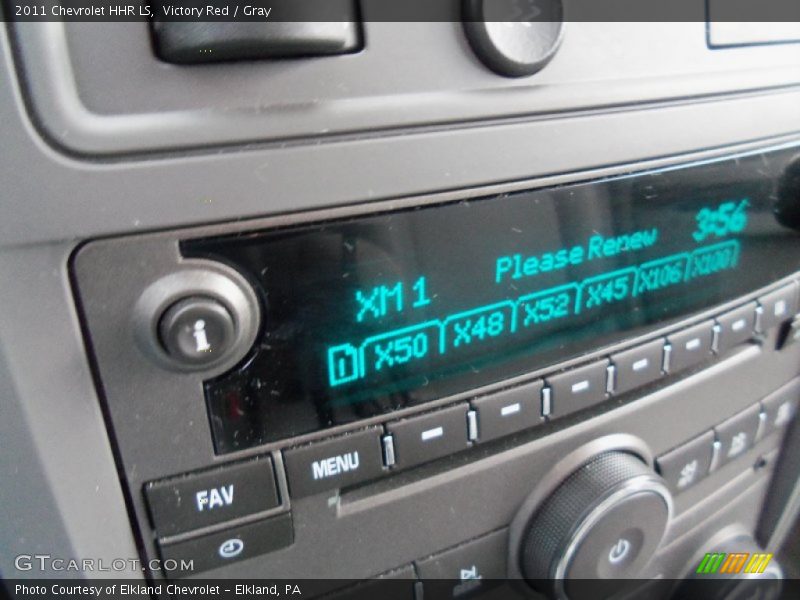 2011 Chevrolet HHR LS, Victory Red / Gray
3:56
XM 1 Please Renew
1 X50 X48 X52 X45 X106 X100
i
MENU
FAV
GTCARLOT.COM
Photo Courtesy of Elkland Chevrolet - Elkland, PA